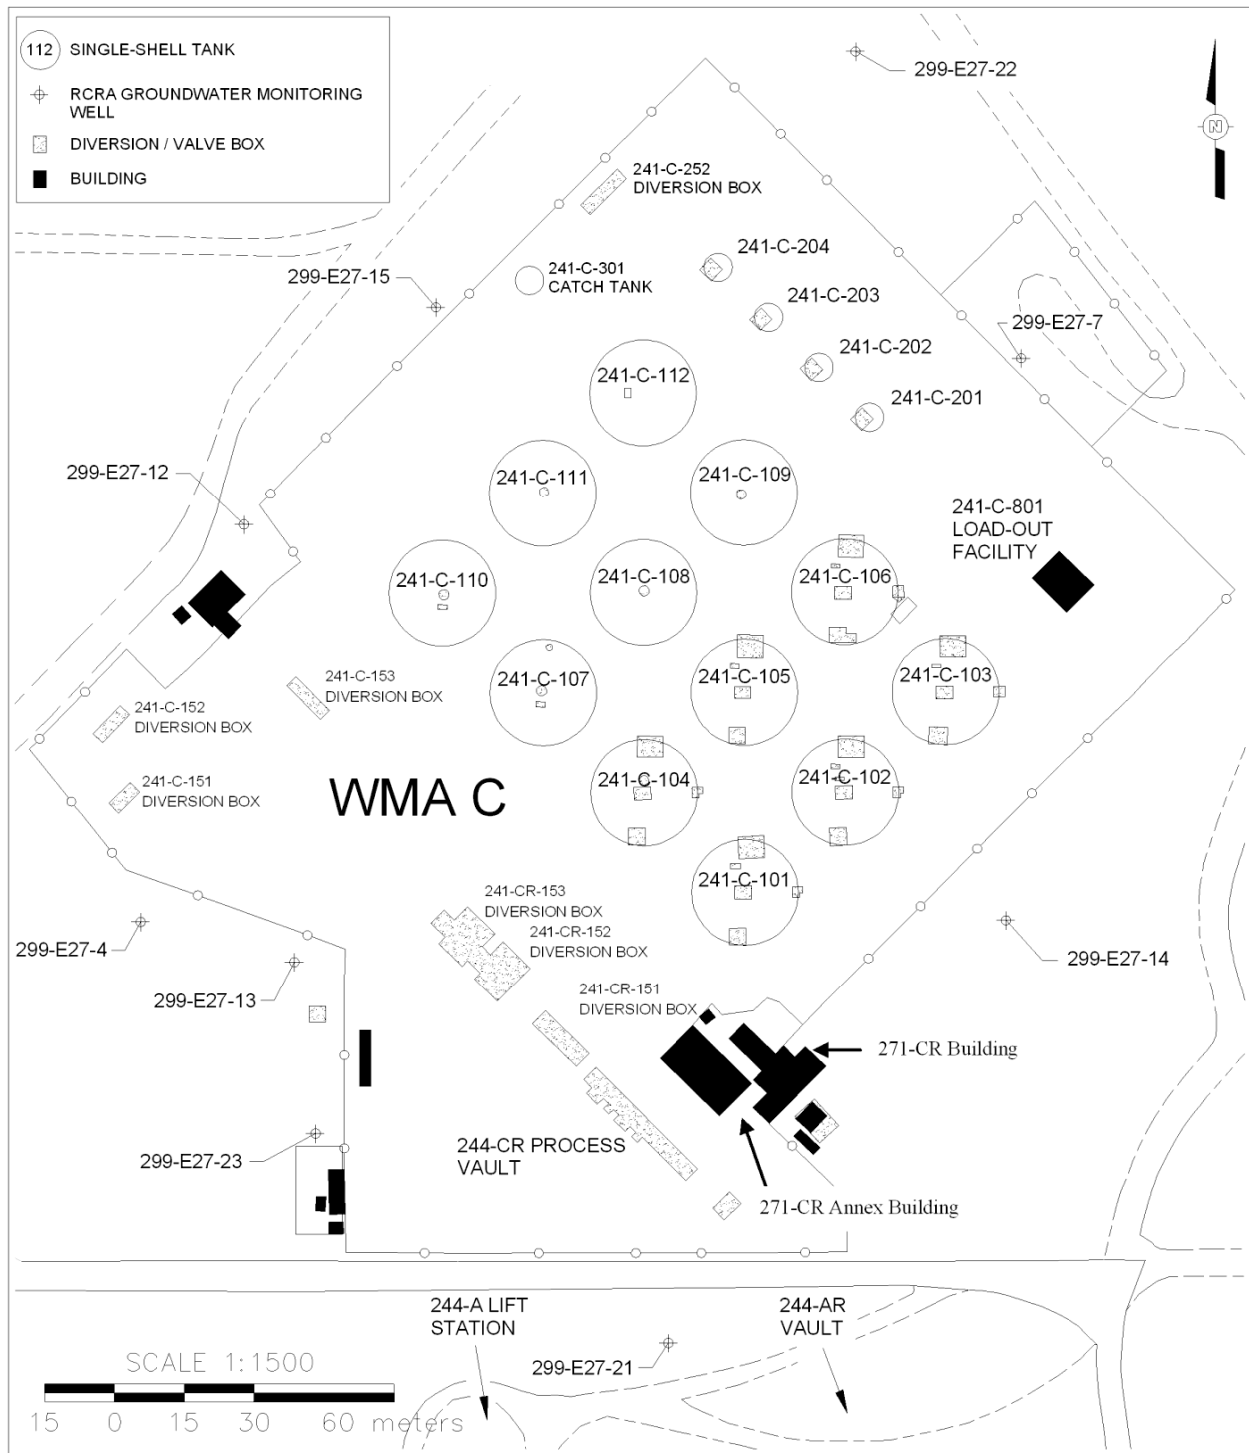 112 SINGLE-SHELL TANK
RCRA GROUNDWATER MONITORING
WELL
DIVERSION / VALVE BOX
BUILDING
299-E27-22
N
241-C-252
DIVERSION BOX
241-C-204
241-C-301
CATCH TANK
299-E27-15
241-C-203
299-E27-7
241-C-202
241-C-112
241-C-201
299-E27-12
241-C-111
241-C-109
241-C-801
LOAD-OUT
FACILITY
241-C-110
241-C-108
241-C-106
241-C-153
DIVERSION BOX
241-C-107
241-C-105
241-C-103
241-C-152
DIVERSION BOX
241-C-151
DIVERSION BOX
WMA C
241-C-104
241-C-102
241-C-101
241-CR-153
DIVERSION BOX
241-CR-152
DIVERSION BOX
299-E27-4
299-E27-14
299-E27-13
241-CR-151
DIVERSION BOX
271-CR Building
244-CR PROCESS
VAULT
299-E27-23
271-CR Annex Building
244-A LIFT
STATION
244-AR
VAULT
299-E27-21
SCALE 1:1500
15 0 15 30 60 meters